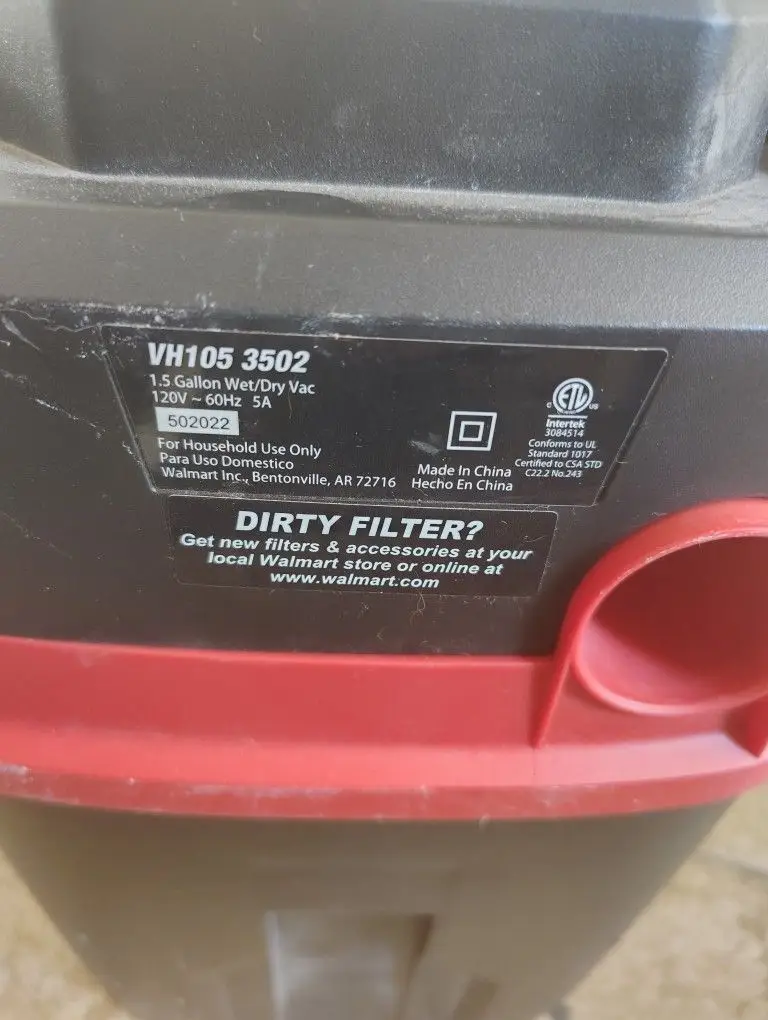 VH105 3502
1.5 Gallon Wet/Dry Vac
120V ~ 60Hz 5A
502022
For Household Use Only
Para Uso Domestico
Walmart Inc., Bentonville, AR 72716
Made In China
Hecho En China
C ETL US
Intertek
3084514
Conforms to UL
Standard 1017
Certified to CSA STD
C22.2 No.243
DIRTY FILTER?
Get new filters & accessories at your
local Walmart store or online at
www.walmart.com